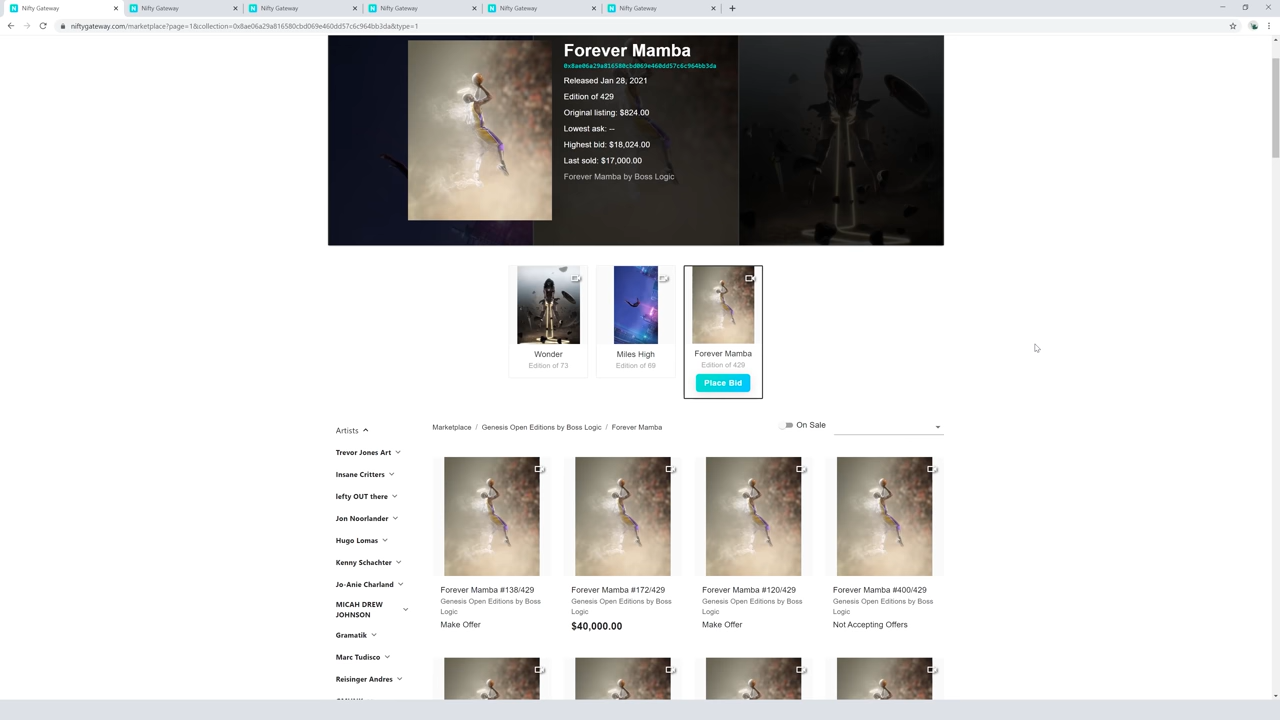 Nifty Gateway
Nifty Gateway
Nifty Gateway
Nifty Gateway
Nifty Gateway
Nifty Gateway
niftygateway.com/marketplace?page=1&collection=0x8ae06a29a816580cbd069e460dd57c6c964bb3da&type=1
Forever Mamba
0x8ae06a29a816580cbd069e460dd57c6c964bb3da
Released Jan 28, 2021
Edition of 429
Original listing: $824.00
Lowest ask: --
Highest bid: $18,024.00
Last sold: $17,000.00
Forever Mamba by Boss Logic
Wonder
Edition of 73
Miles High
Edition of 69
Forever Mamba
Edition of 429
Place Bid
Artists
Trevor Jones Art
Insane Critters
lefty OUT there
Jon Noorlander
Hugo Lomas
Kenny Schachter
Jo-Anie Charland
MICAH DREW
JOHNSON
Gramatik
Marc Tudisco
Reisinger Andres
Marketplace / Genesis Open Editions by Boss Logic / Forever Mamba
On Sale
Forever Mamba #138/429
Genesis Open Editions by Boss
Logic
Make Offer
Forever Mamba #172/429
Genesis Open Editions by Boss
Logic
$40,000.00
Forever Mamba #120/429
Genesis Open Editions by Boss
Logic
Make Offer
Forever Mamba #400/429
Genesis Open Editions by Boss
Logic
Not Accepting Offers